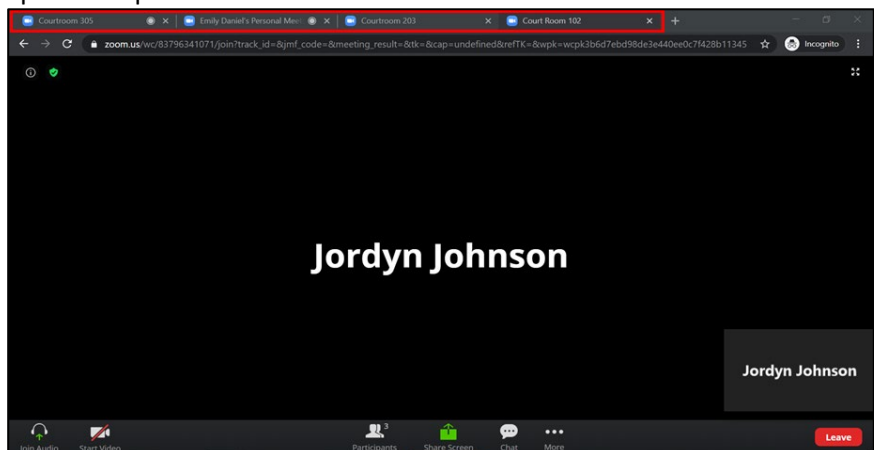 Courtroom 305 Emily Daniel's Personal Meet Courtroom 203 Court Room 102
zoom.us/wc/83796341071/join?track_id=&jmf_code=&meeting_result=&tk=&cap=undefined&refTK=&wpk=wcpk3b6d7ebd98de3e440ee0c7f428b11345 Incognito
Jordyn Johnson
Jordyn Johnson
3
Join Audio Start Video Participants Share Screen Chat More Leave